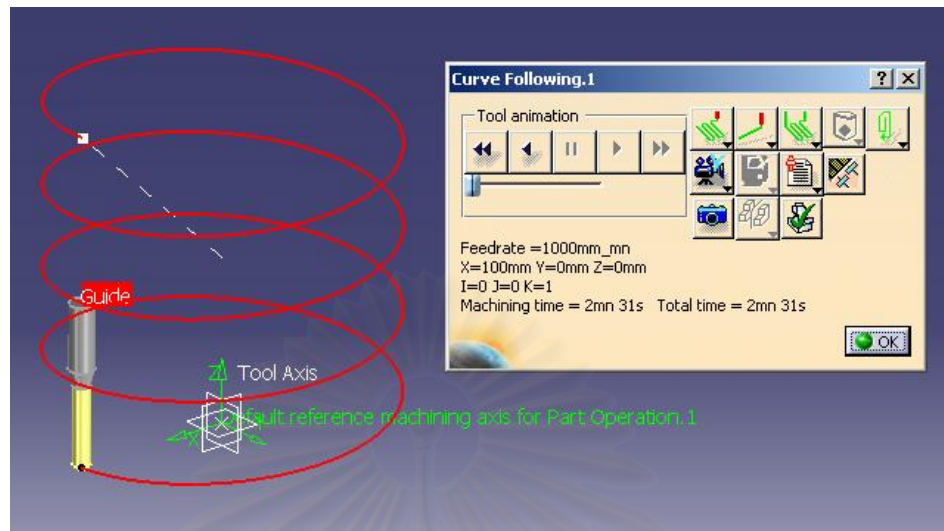 Curve Following.1
Tool animation
Feedrate =1000mm_mn
X=100mm Y=0mm Z=0mm
I=0 J=0 K=1
Machining time = 2mn 31s Total time = 2mn 31s
OK
Guide
Z
Tool Axis
fault reference machining axis for Part Operation.1
X